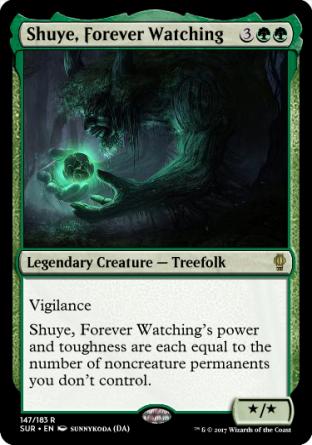 Shuye, Forever Watching 3
Legendary Creature — Treefolk
Vigilance
Shuye, Forever Watching's power
and toughness are each equal to the
number of noncreature permanents
you don't control.
*/*
147/183 R
SUR • EN SUNNYKODA (DA)
™ & © 2017 Wizards of the Coast